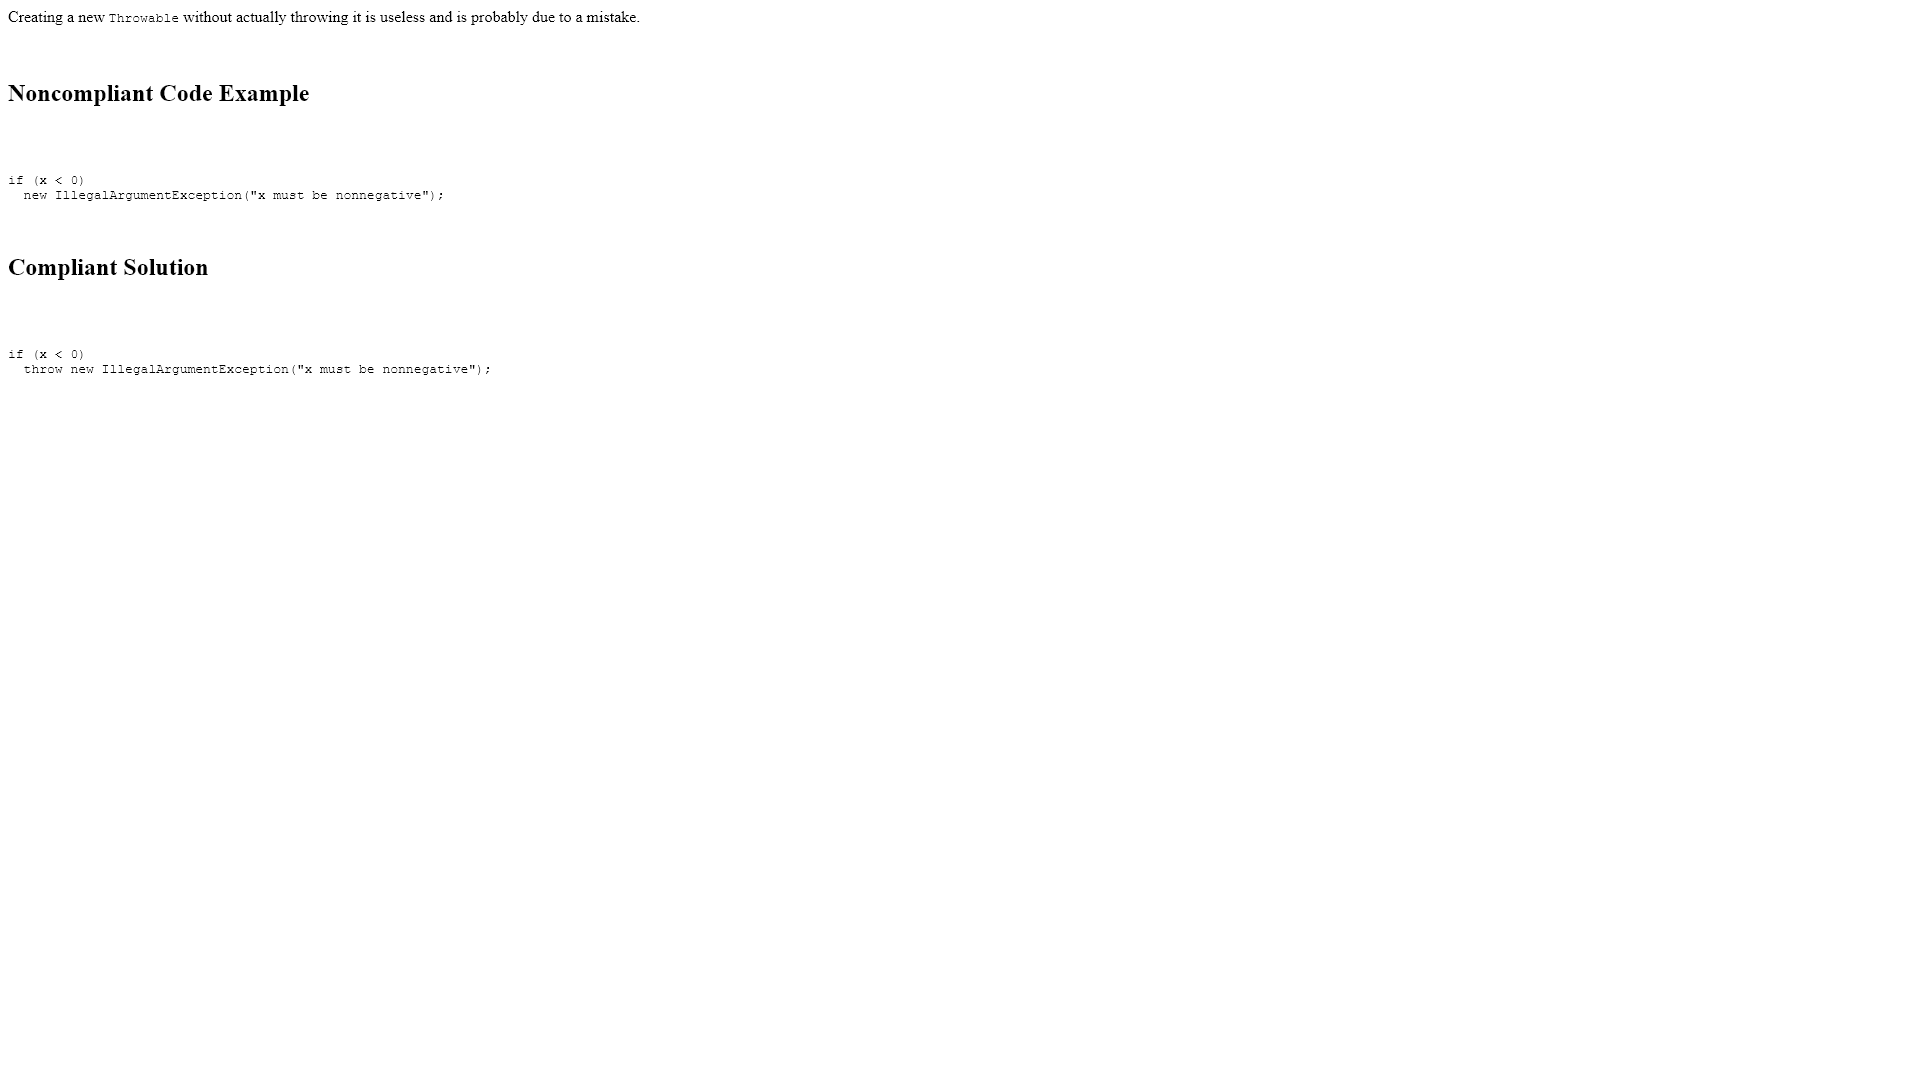 Creating a new Throwable without actually throwing it is useless and is probably due to a mistake.
Noncompliant Code Example
if (x < 0)
  new IllegalArgumentException("x must be nonnegative");
Compliant Solution
if (x < 0)
  throw new IllegalArgumentException("x must be nonnegative");